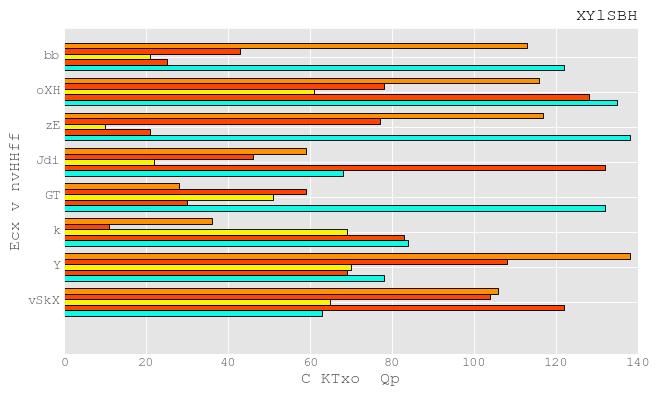 XYlSBH
Ecx v nvHHff
bb
oXH
zE
Jdi
GT
k
Y
vSkX
0 20 40 60 80 100 120 140
C KTxo  Qp